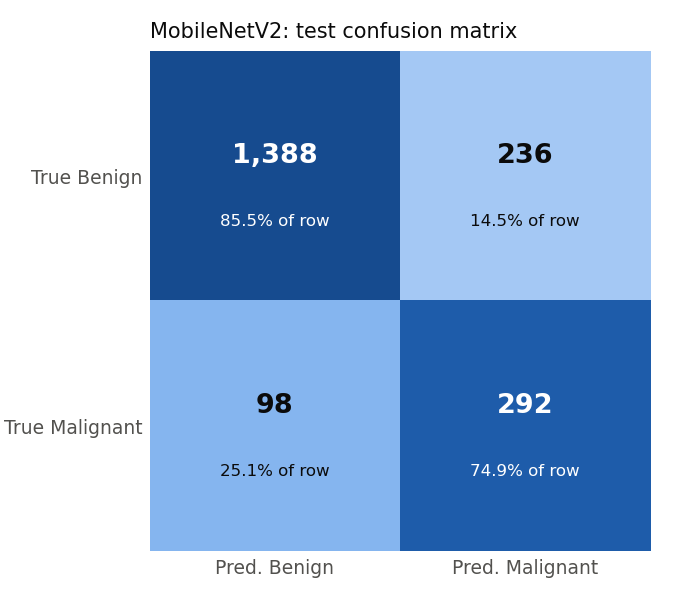 MobileNetV2: test confusion matrix
True Benign
1,388
85.5% of row
236
14.5% of row
True Malignant
98
25.1% of row
292
74.9% of row
Pred. Benign
Pred. Malignant